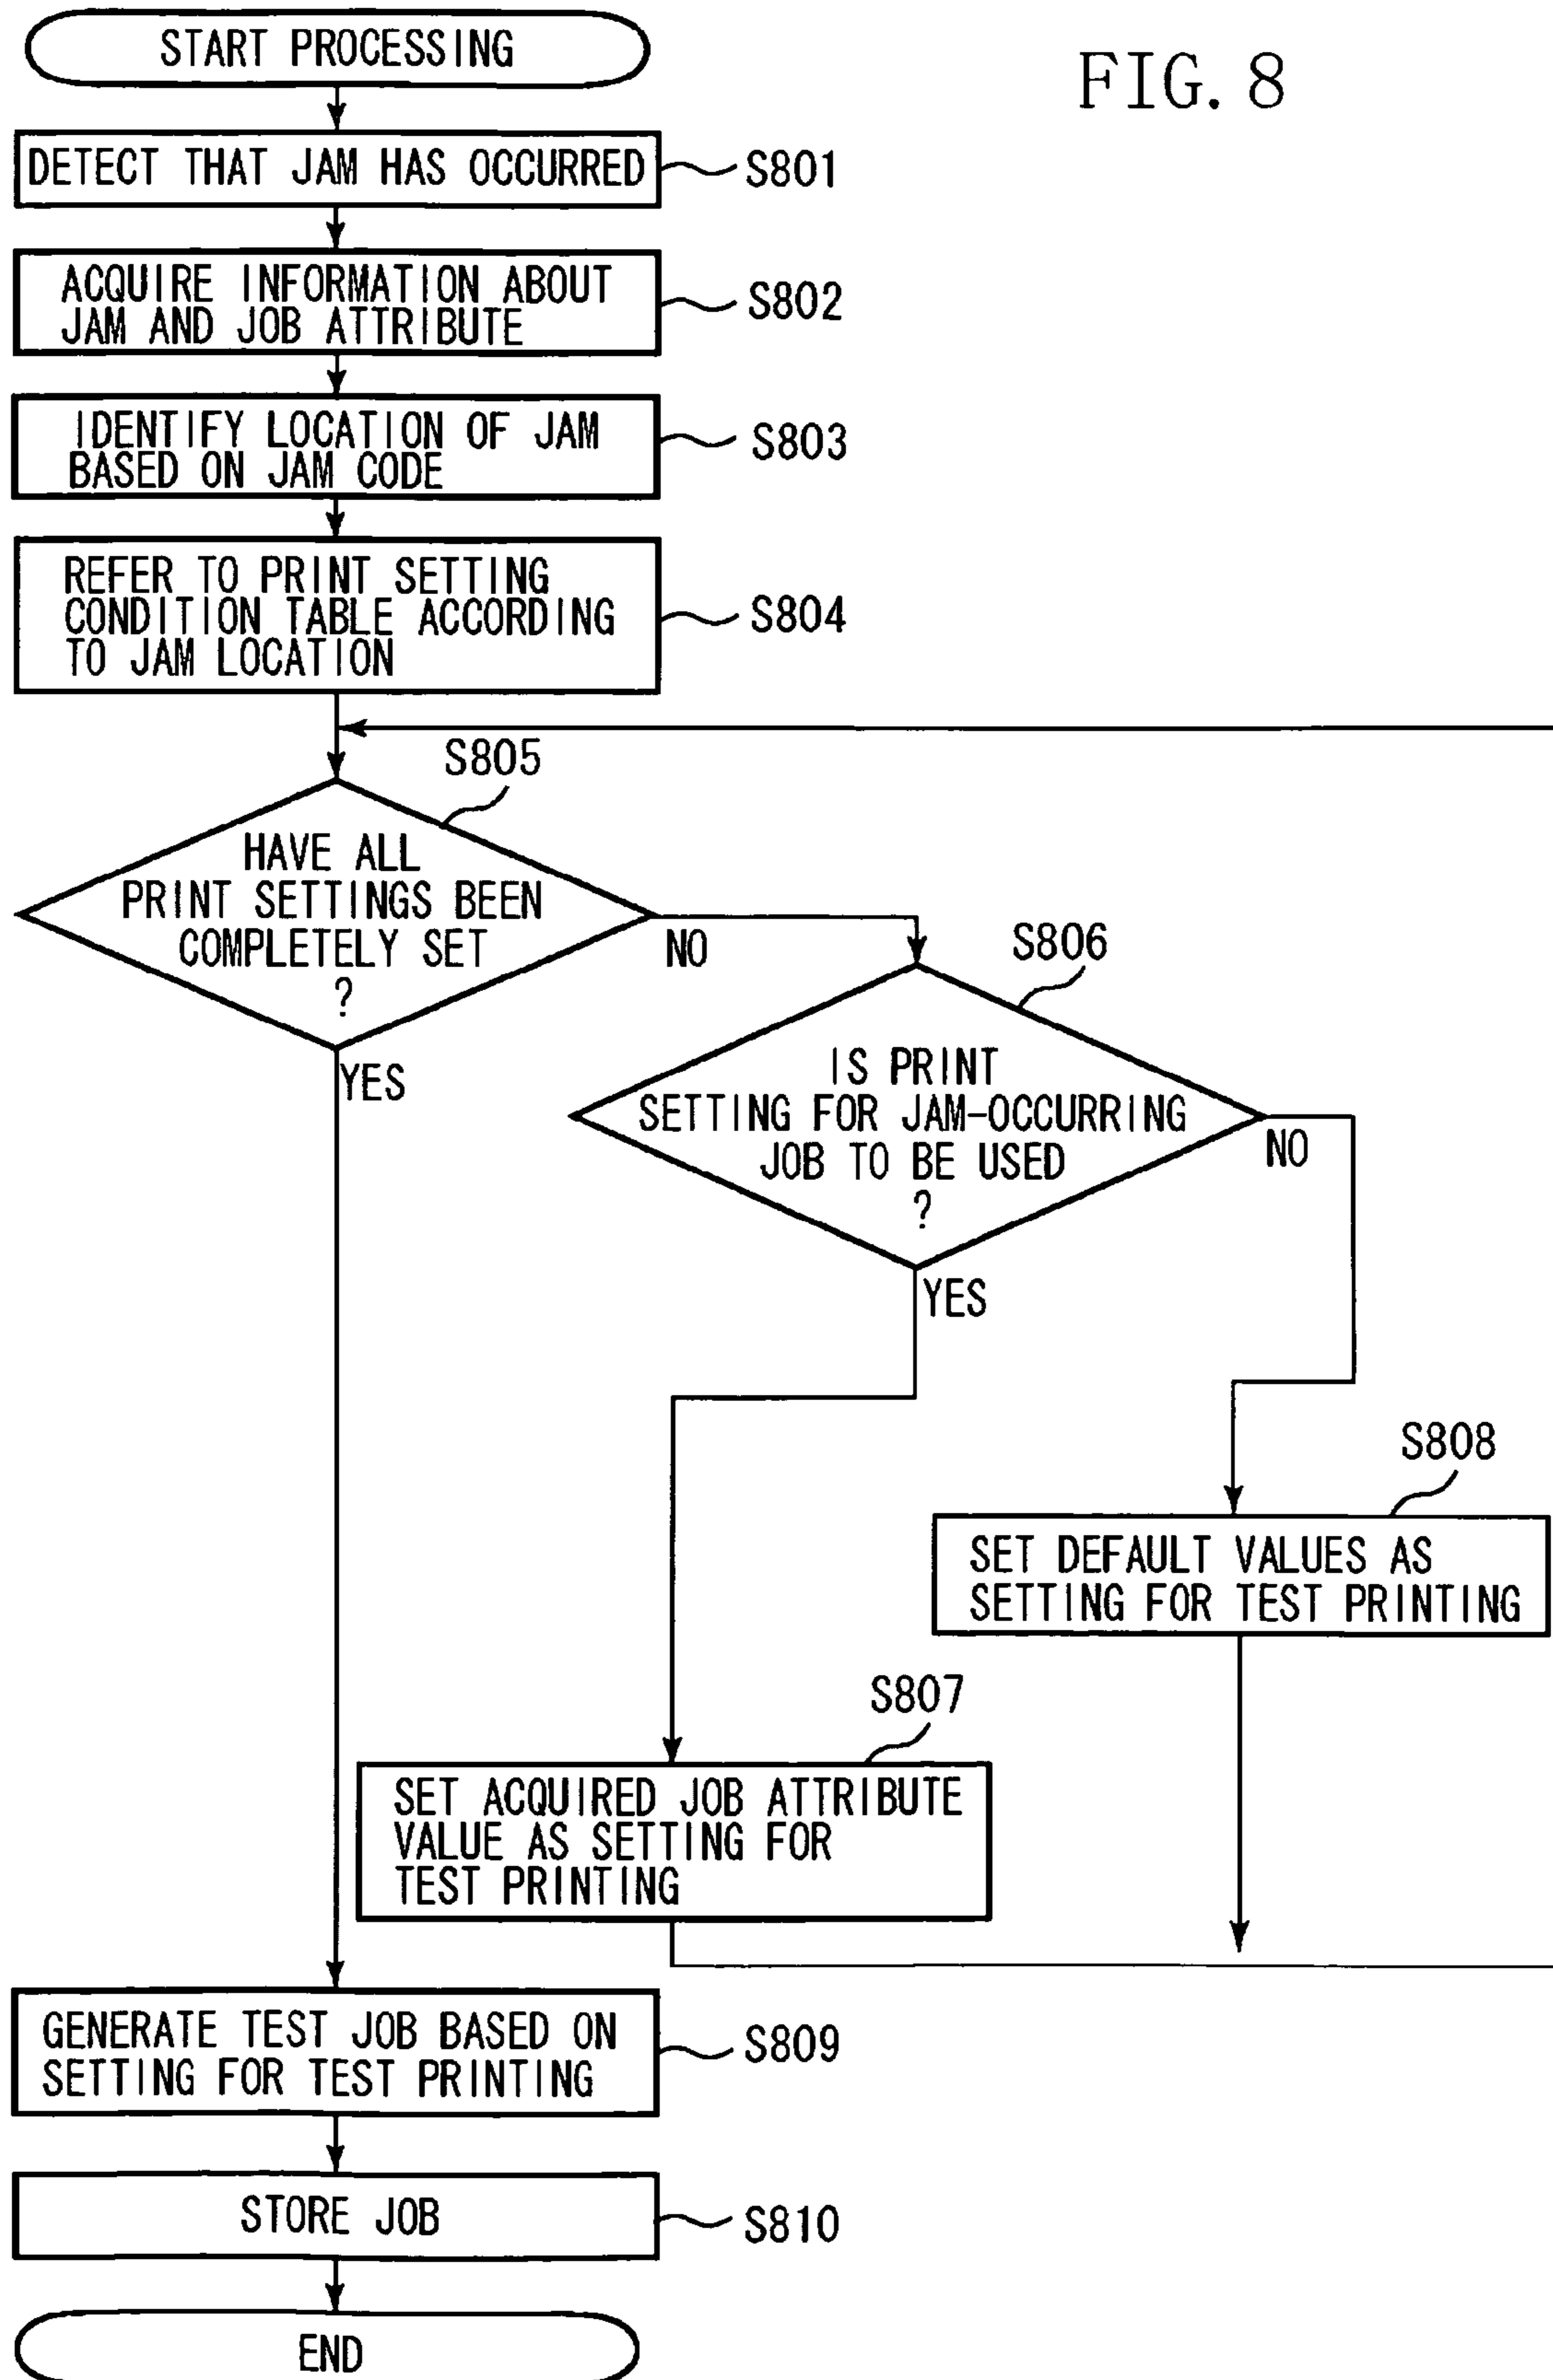 START PROCESSING
FIG. 8
DETECT THAT JAM HAS OCCURRED
S801
ACQUIRE INFORMATION ABOUT
JAM AND JOB ATTRIBUTE
S802
IDENTIFY LOCATION OF JAM
BASED ON JAM CODE
S803
REFER TO PRINT SETTING
CONDITION TABLE ACCORDING
TO JAM LOCATION
S804
S805
HAVE ALL
PRINT SETTINGS BEEN
COMPLETELY SET
?
NO
YES
S806
IS PRINT
SETTING FOR JAM-OCCURRING
JOB TO BE USED
?
NO
YES
S808
SET DEFAULT VALUES AS
SETTING FOR TEST PRINTING
S807
SET ACQUIRED JOB ATTRIBUTE
VALUE AS SETTING FOR
TEST PRINTING
GENERATE TEST JOB BASED ON
SETTING FOR TEST PRINTING
S809
STORE JOB
S810
END